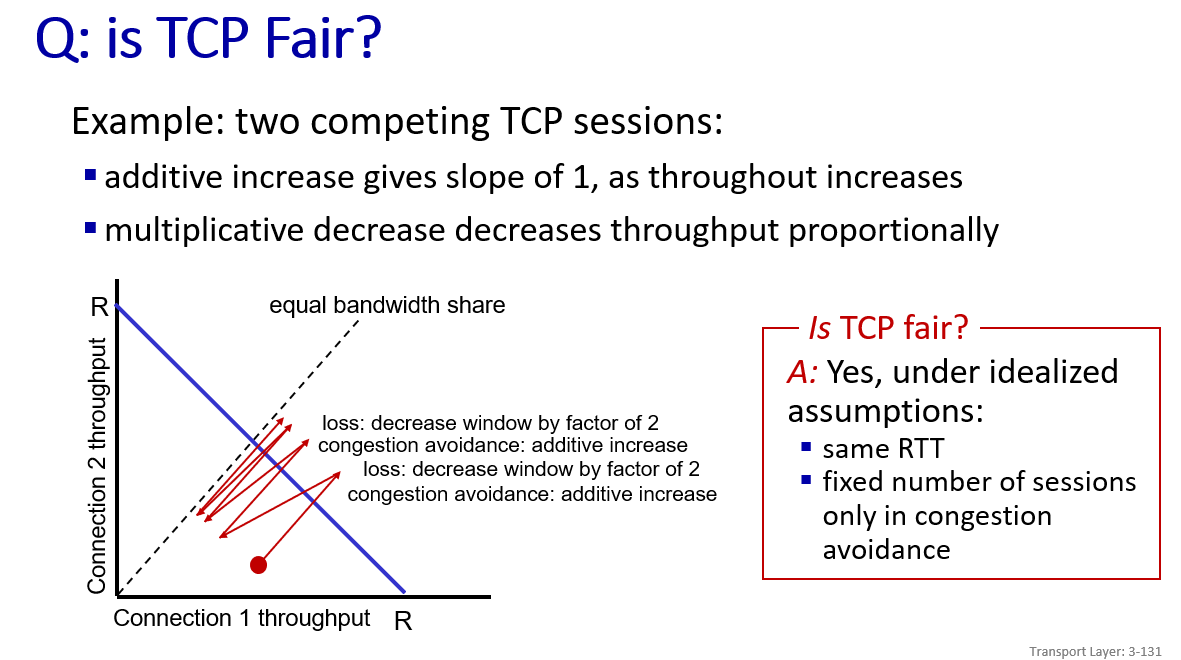 Q: is TCP Fair?
Example: two competing TCP sessions:
additive increase gives slope of 1, as throughout increases
multiplicative decrease decreases throughput proportionally
R
equal bandwidth share
Connection 2 throughput
loss: decrease window by factor of 2
congestion avoidance: additive increase
loss: decrease window by factor of 2
congestion avoidance: additive increase
Connection 1 throughput
R
Is TCP fair?
A: Yes, under idealized
assumptions:
same RTT
fixed number of sessions
only in congestion
avoidance
Transport Layer: 3-131